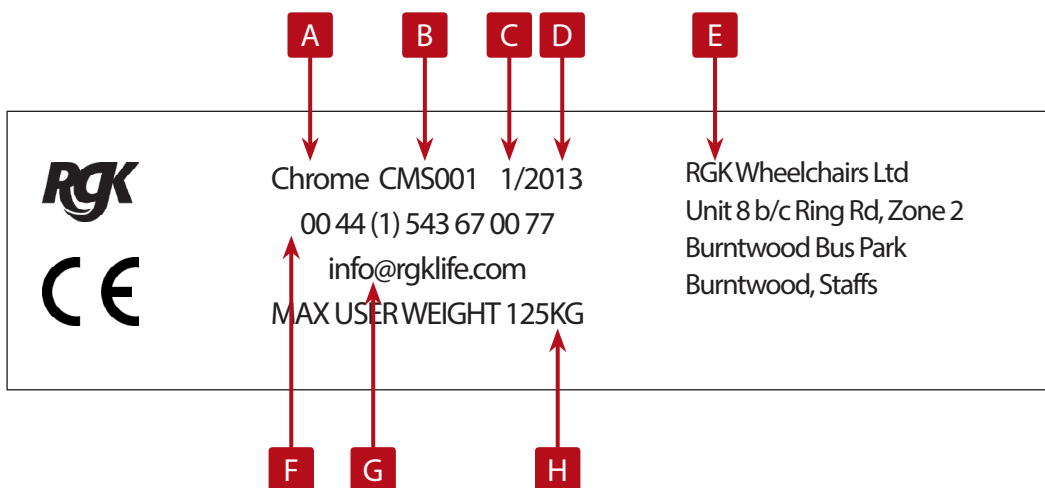 A B C D E
RGK
Chrome CMS001 1/2013
00 44 (1) 543 67 00 77
info@rgklife.com
MAX USER WEIGHT 125KG
CE
RGK Wheelchairs Ltd
Unit 8 b/c Ring Rd, Zone 2
Burntwood Bus Park
Burntwood, Staffs
F G H